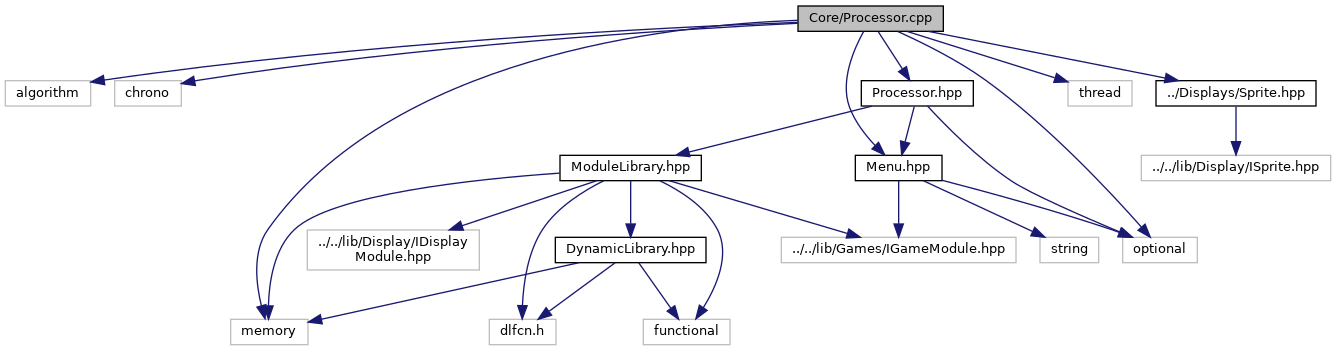 Core/Processor.cpp
algorithm
chrono
Processor.hpp
thread
../Displays/Sprite.hpp
ModuleLibrary.hpp
Menu.hpp
../../lib/Display/ISprite.hpp
../../lib/Display/IDisplay
Module.hpp
DynamicLibrary.hpp
../../lib/Games/IGameModule.hpp
string
optional
memory
dlfcn.h
functional